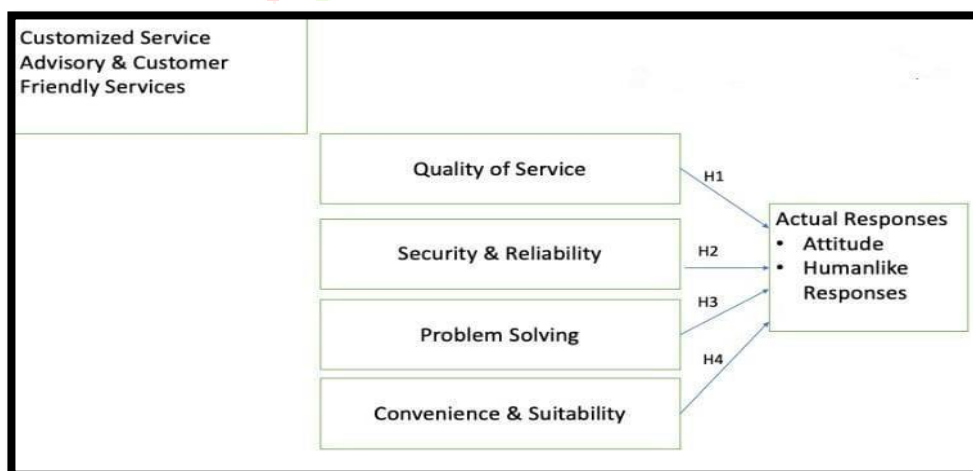 Customized Service
Advisory & Customer
Friendly Services
Quality of Service
H1
Security & Reliability
H2
Problem Solving
H3
Convenience & Suitability
H4
Actual Responses
• Attitude
• Humanlike
Responses